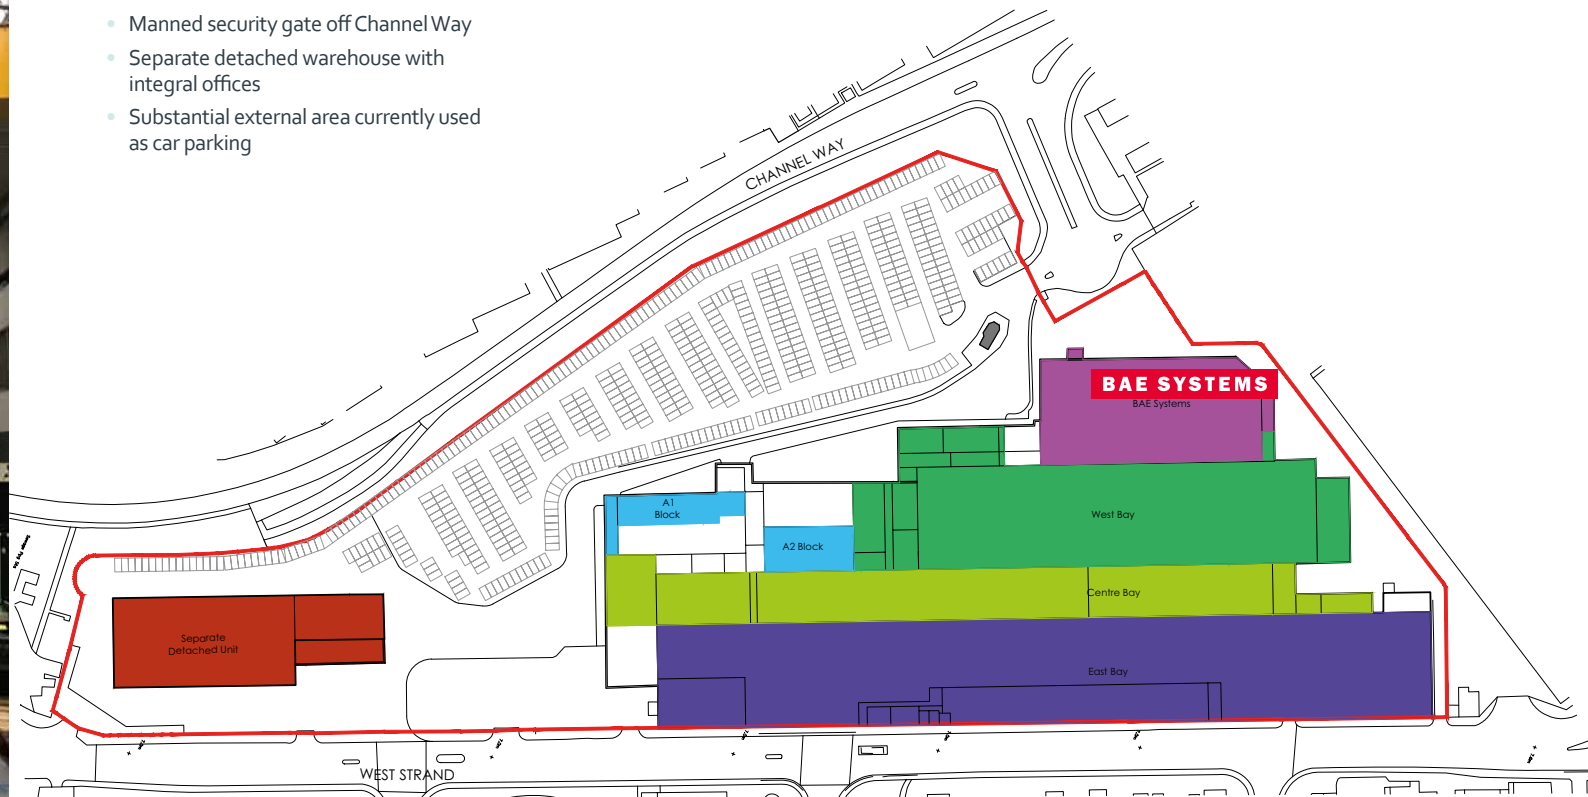 Manned security gate off Channel Way
Separate detached warehouse with
integral offices
Substantial external area currently used
as car parking
CHANNEL WAY
BAE SYSTEMS
BAE Systems
A1
Block
West Bay
A2 Block
Centre Bay
Separate
Detached Unit
East Bay
WEST STRAND